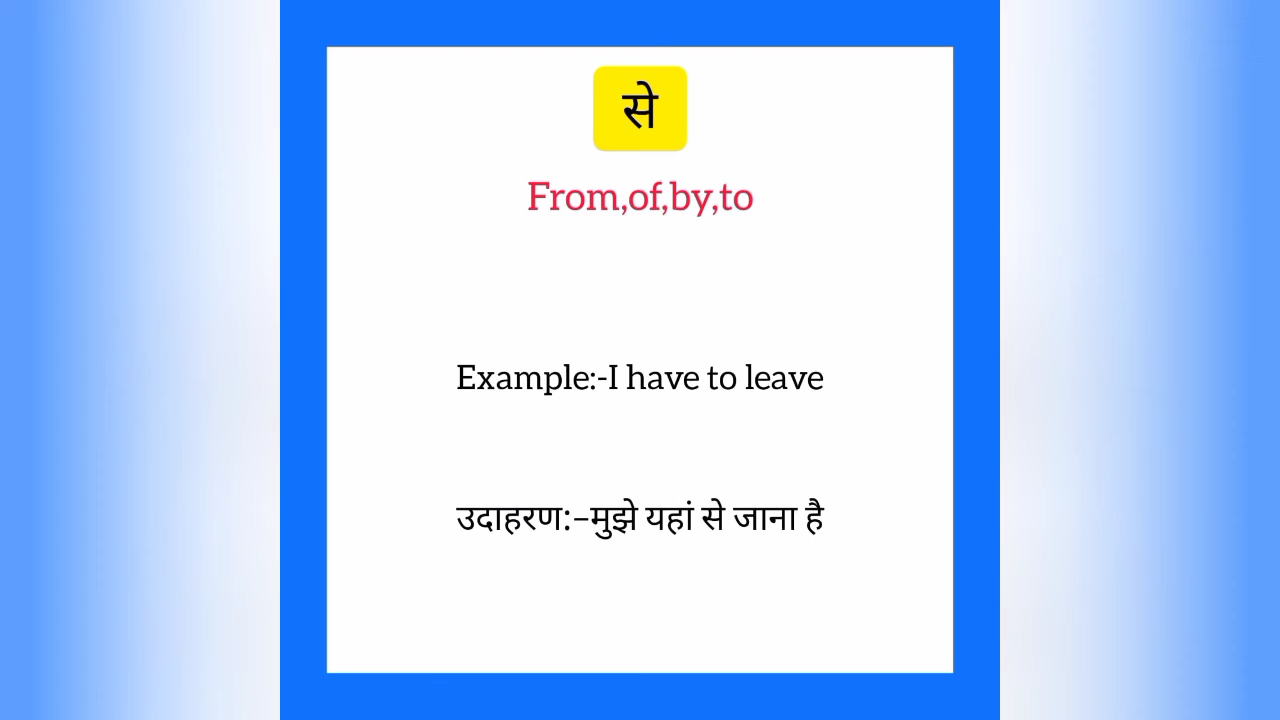 से
From,of,by,to
Example:-I have to leave
उदाहरण:–मुझे यहां से जाना है